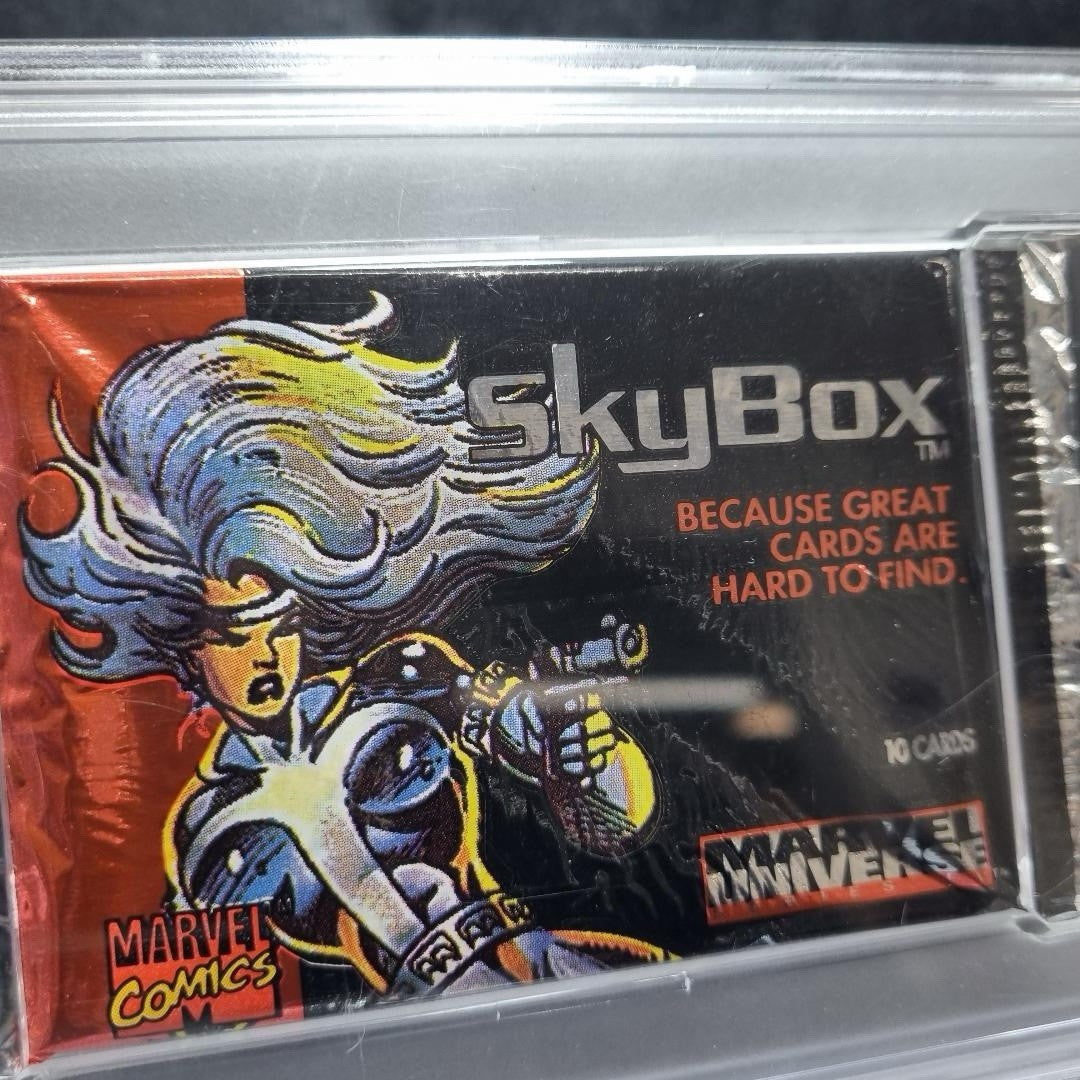 SkyBox
TM
BECAUSE GREAT
CARDS ARE
HARD TO FIND.
10 CARDS
MARVEL
UNIVERSE
MARVEL
COMICS